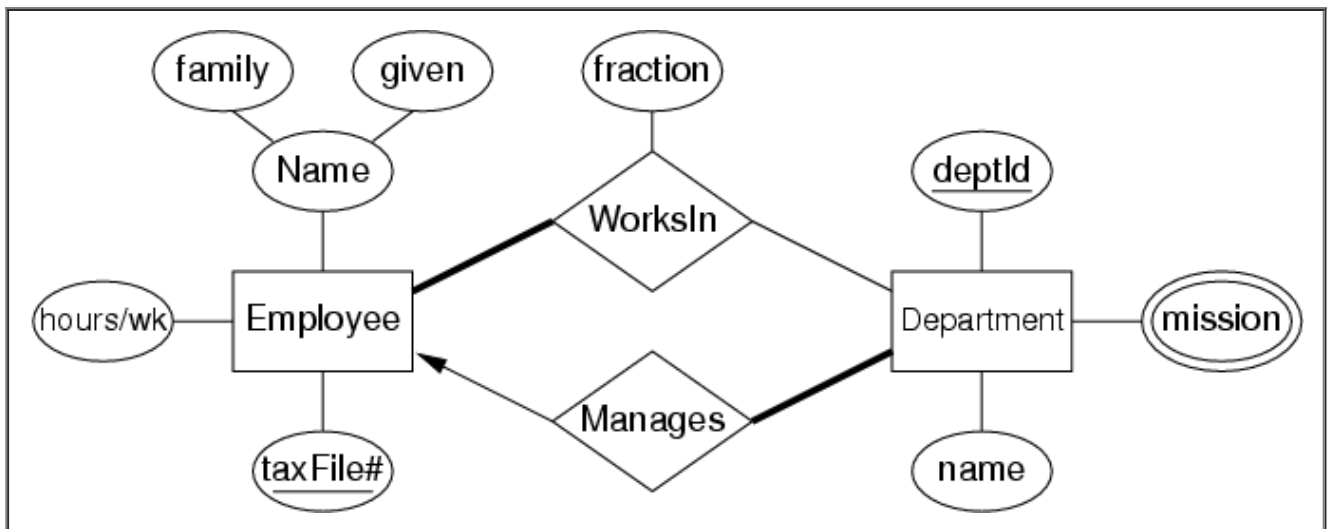 family
given
fraction
Name
deptId
WorksIn
hours/wk
Employee
Department
mission
Manages
taxFile#
name